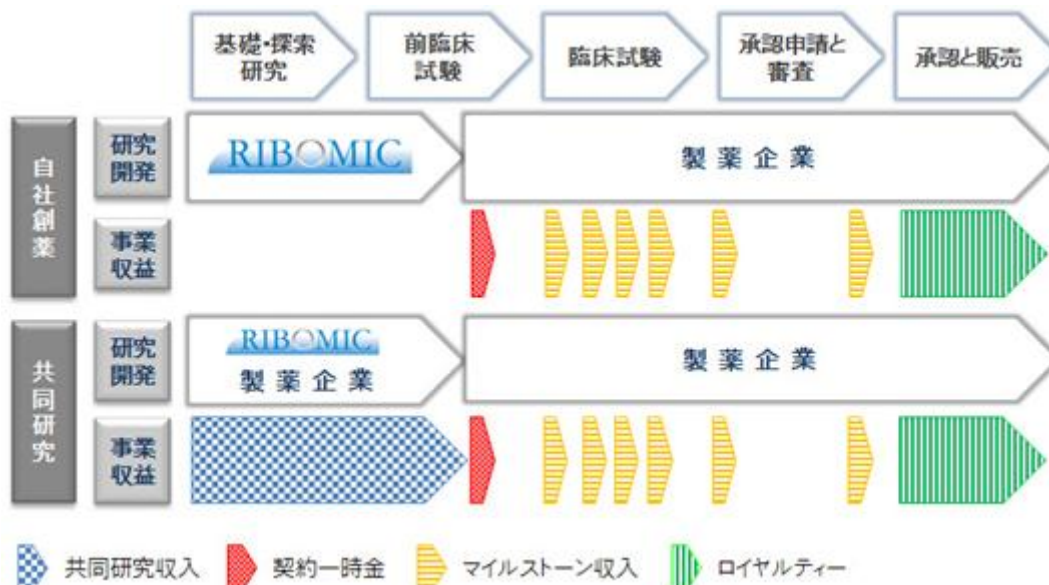 基礎・探索
研究
前臨床
試験
臨床試験
承認申請と
審査
承認と販売
自社創薬
研究
開発
RIBOMIC
製薬企業
事業
収益
共同研究
研究
開発
RIBOMIC
製薬企業
製薬企業
事業
収益
共同研究収入
契約一時金
マイルストーン収入
ロイヤルティー